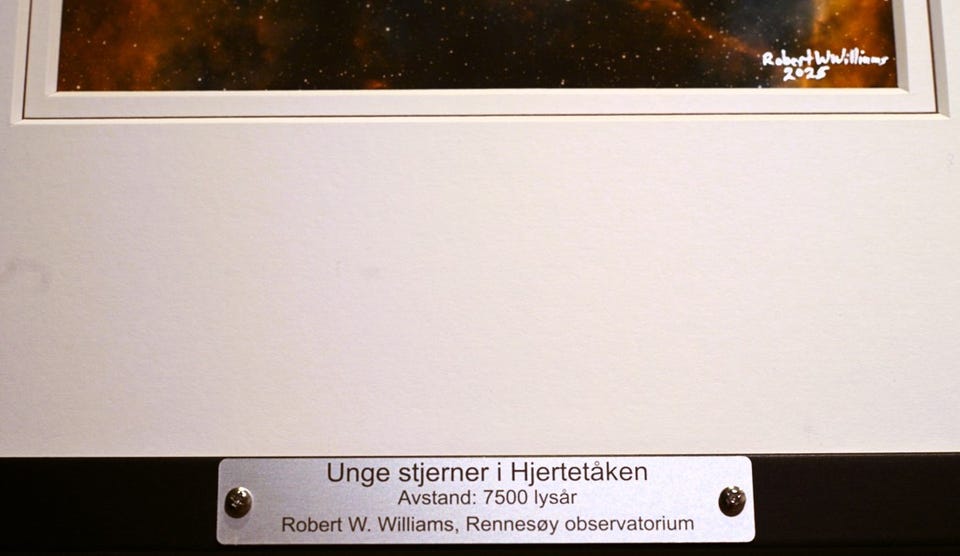 Robert W Williams
2025
Unge stjerner i Hjertetåken
Avstand: 7500 lysår
Robert W. Williams, Rennesøy observatorium